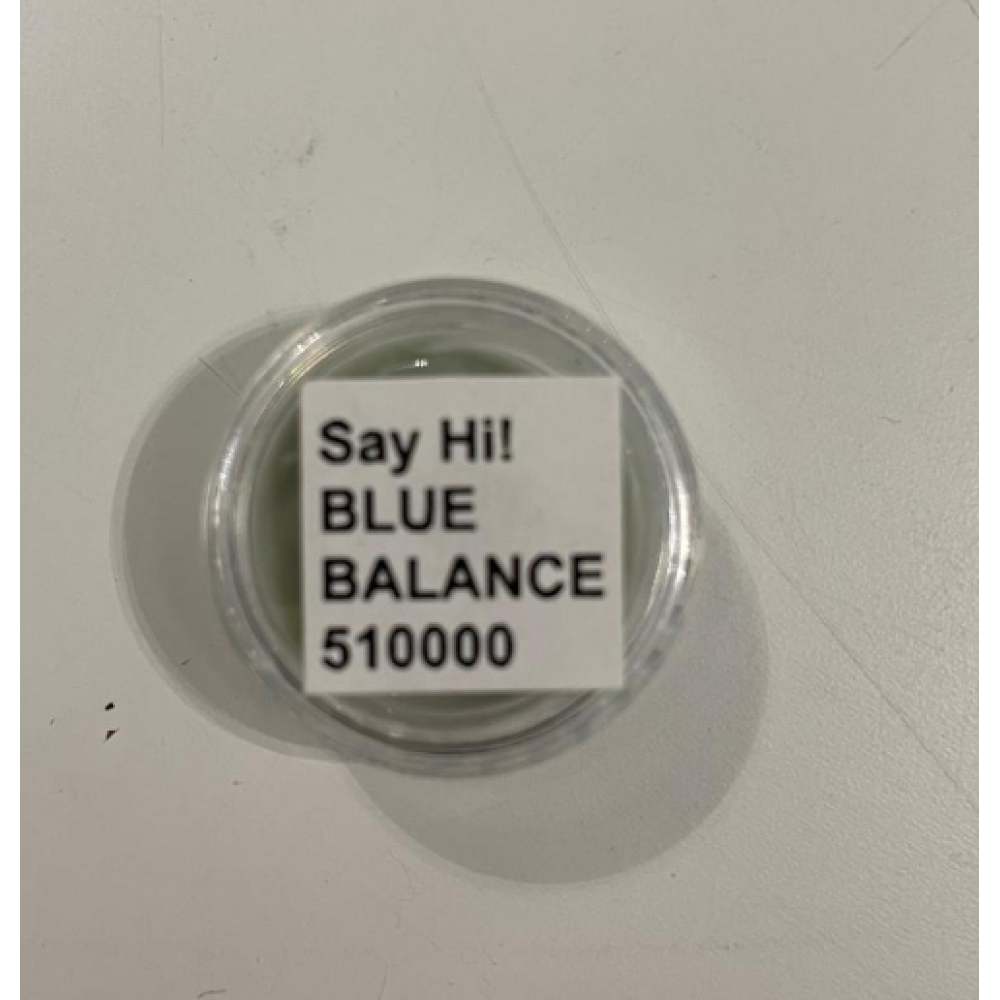 Say Hi!
BLUE
BALANCE
510000